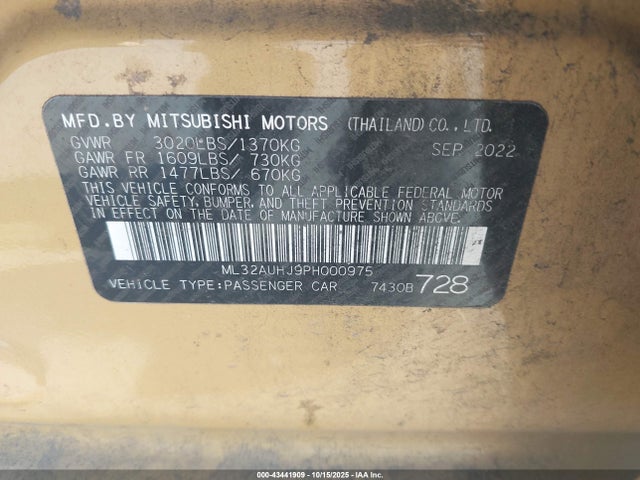 MFD.BY MITSUBISHI MOTORS (THAILAND) CO., LTD.
GVWR 3020LBS/1370KG SEP. 2022
GAWR FR 1609LBS/ 730KG
GAWR RR 1477LBS/ 670KG
THIS VEHICLE CONFORMS TO ALL APPLICABLE FEDERAL MOTOR
VEHICLE SAFETY, BUMPER, AND THEFT PREVENTION STANDARDS
IN EFFECT ON THE DATE OF MANUFACTURE SHOWN ABOVE.
ML32AUHJ9PH000975
VEHICLE TYPE:PASSENGER CAR 7430B 728
000-43441909 - 10/15/2025 - IAA Inc.